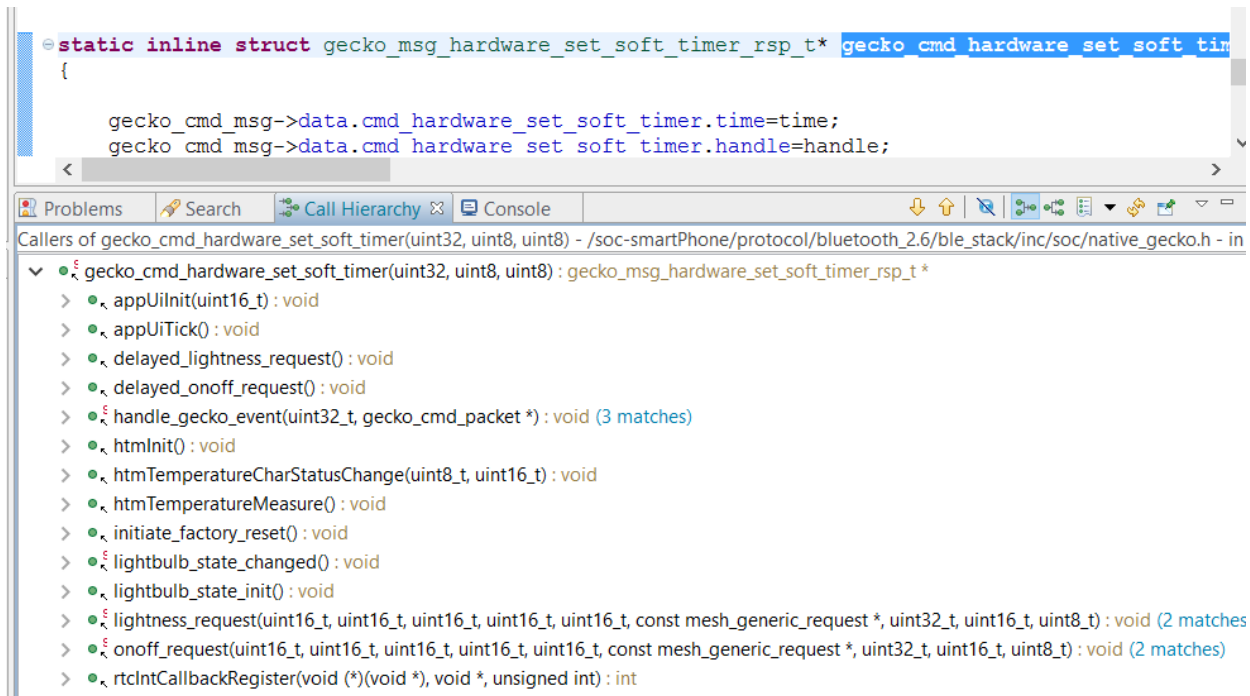 static inline struct gecko_msg_hardware_set_soft_timer_rsp_t* gecko_cmd_hardware_set_soft_tim
{
gecko_cmd_msg->data.cmd_hardware_set_soft_timer.time=time;
gecko_cmd_msg->data.cmd_hardware_set_soft_timer.handle=handle;
Problems Search Call Hierarchy Console
Callers of gecko_cmd_hardware_set_soft_timer(uint32, uint8, uint8) - /soc-smartPhone/protocol/bluetooth_2.6/ble_stack/inc/soc/native_gecko.h - in
gecko_cmd_hardware_set_soft_timer(uint32, uint8, uint8) : gecko_msg_hardware_set_soft_timer_rsp_t *
appUiInit(uint16_t) : void
appUiTick() : void
delayed_lightness_request() : void
delayed_onoff_request() : void
handle_gecko_event(uint32_t, gecko_cmd_packet *) : void (3 matches)
htmInit() : void
htmTemperatureCharStatusChange(uint8_t, uint16_t) : void
htmTemperatureMeasure() : void
initiate_factory_reset() : void
lightbulb_state_changed() : void
lightbulb_state_init() : void
lightness_request(uint16_t, uint16_t, uint16_t, uint16_t, uint16_t, const mesh_generic_request *, uint32_t, uint16_t, uint8_t) : void (2 matches
onoff_request(uint16_t, uint16_t, uint16_t, uint16_t, uint16_t, const mesh_generic_request *, uint32_t, uint16_t, uint8_t) : void (2 matches)
rtcIntCallbackRegister(void (*)(void *), void *, unsigned int) : int